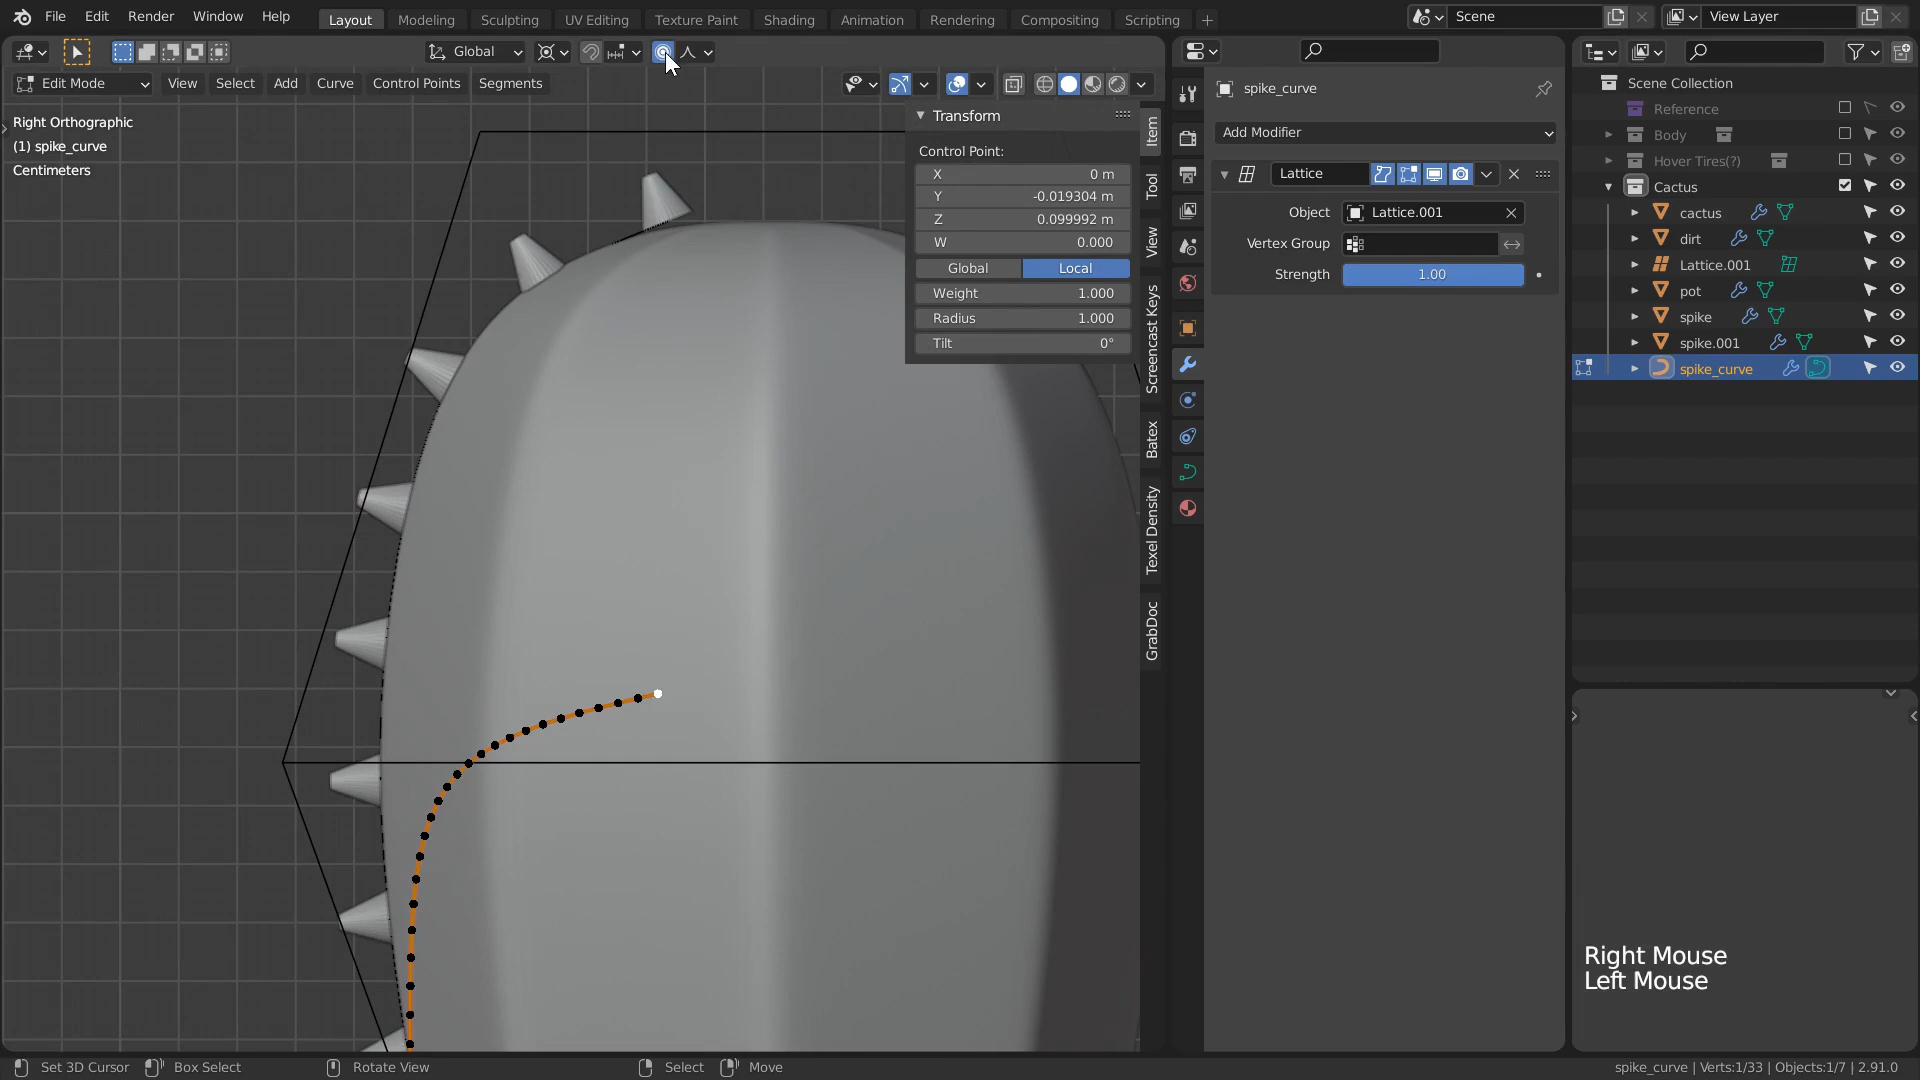 File Edit Render Window Help
Layout Modeling Sculpting UV Editing Texture Paint Shading Animation Rendering Compositing Scripting +
Scene
View Layer
Global
Edit Mode
View Select Add Curve Control Points Segments
Right Orthographic
(1) spike_curve
Centimeters
Transform
Control Point:
X 0 m
Y -0.019304 m
Z 0.099992 m
W 0.000
Global Local
Weight 1.000
Radius 1.000
Tilt 0°
Item
Tool
View
Screencast Keys
Batex
Texel Density
GrabDoc
spike_curve
Add Modifier
Lattice
Object Lattice.001
Vertex Group
Strength 1.00
Scene Collection
Reference
Body
Hover Tires(?)
Cactus
cactus
dirt
Lattice.001
pot
spike
spike.001
spike_curve
Right Mouse
Left Mouse
Set 3D Cursor Box Select Rotate View Select Move
spike_curve | Verts:1/33 | Objects:1/7 | 2.91.0